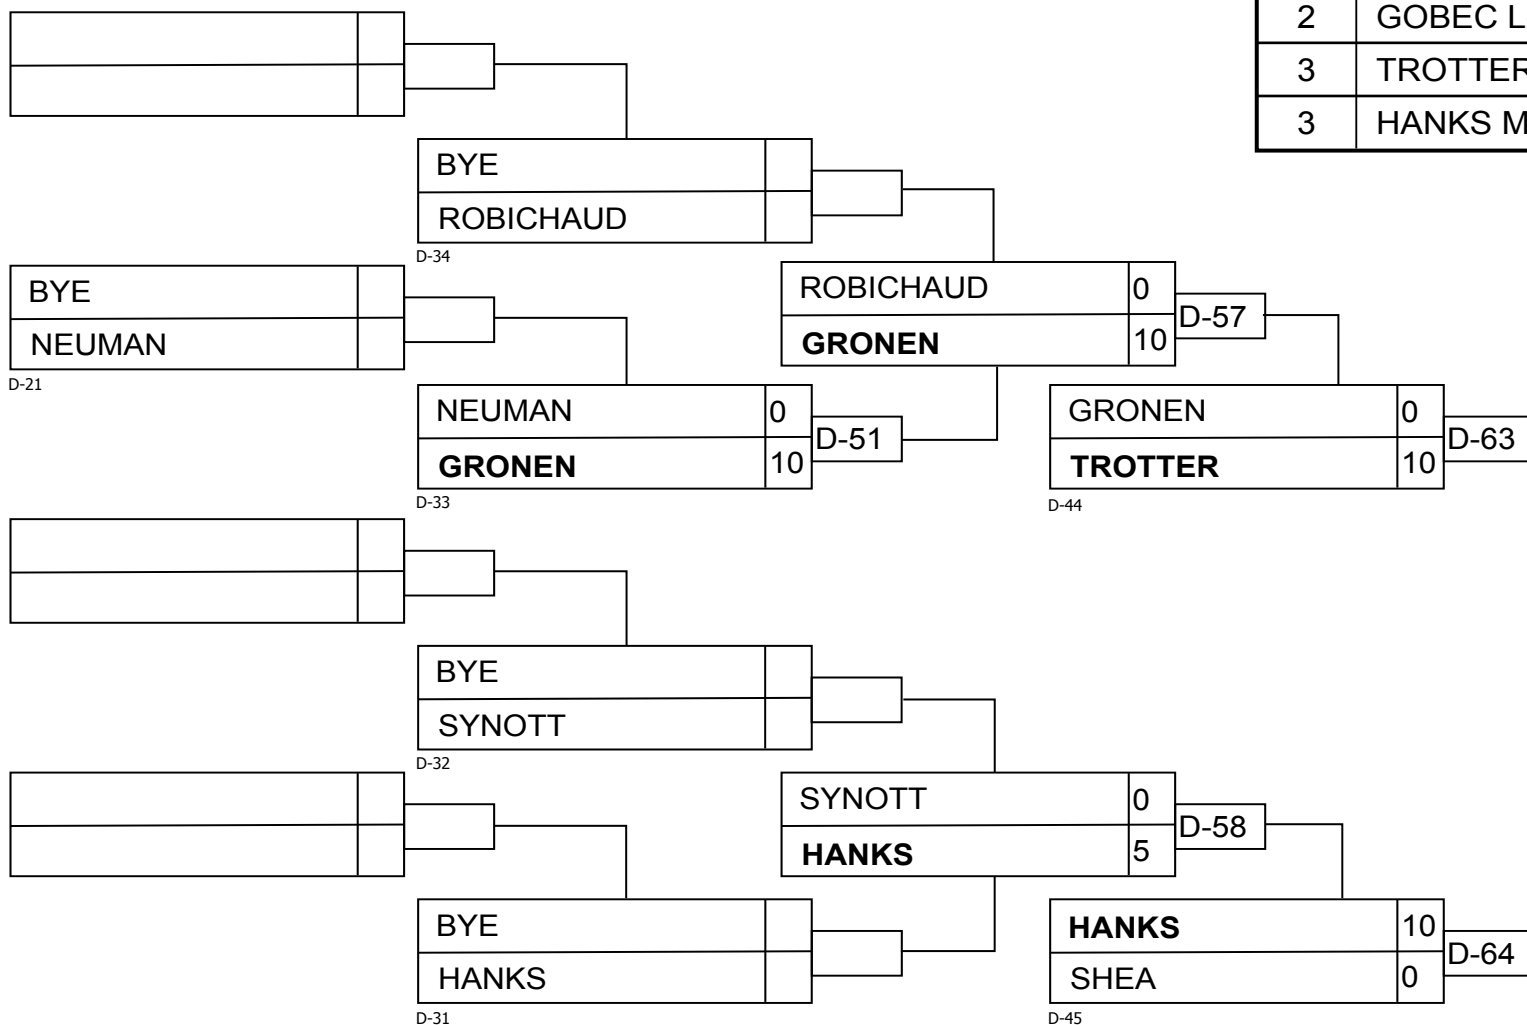 2 GOBEC L
3 TROTTER
3 HANKS M
BYE
ROBICHAUD
D-34
BYE
NEUMAN
D-21
ROBICHAUD 0
GRONEN 10
D-57
NEUMAN 0
GRONEN 10
D-51
D-33
GRONEN 0
TROTTER 10
D-63
D-44
BYE
SYNOTT
D-32
SYNOTT 0
HANKS 5
D-58
BYE
HANKS
D-31
HANKS 10
SHEA 0
D-64
D-45